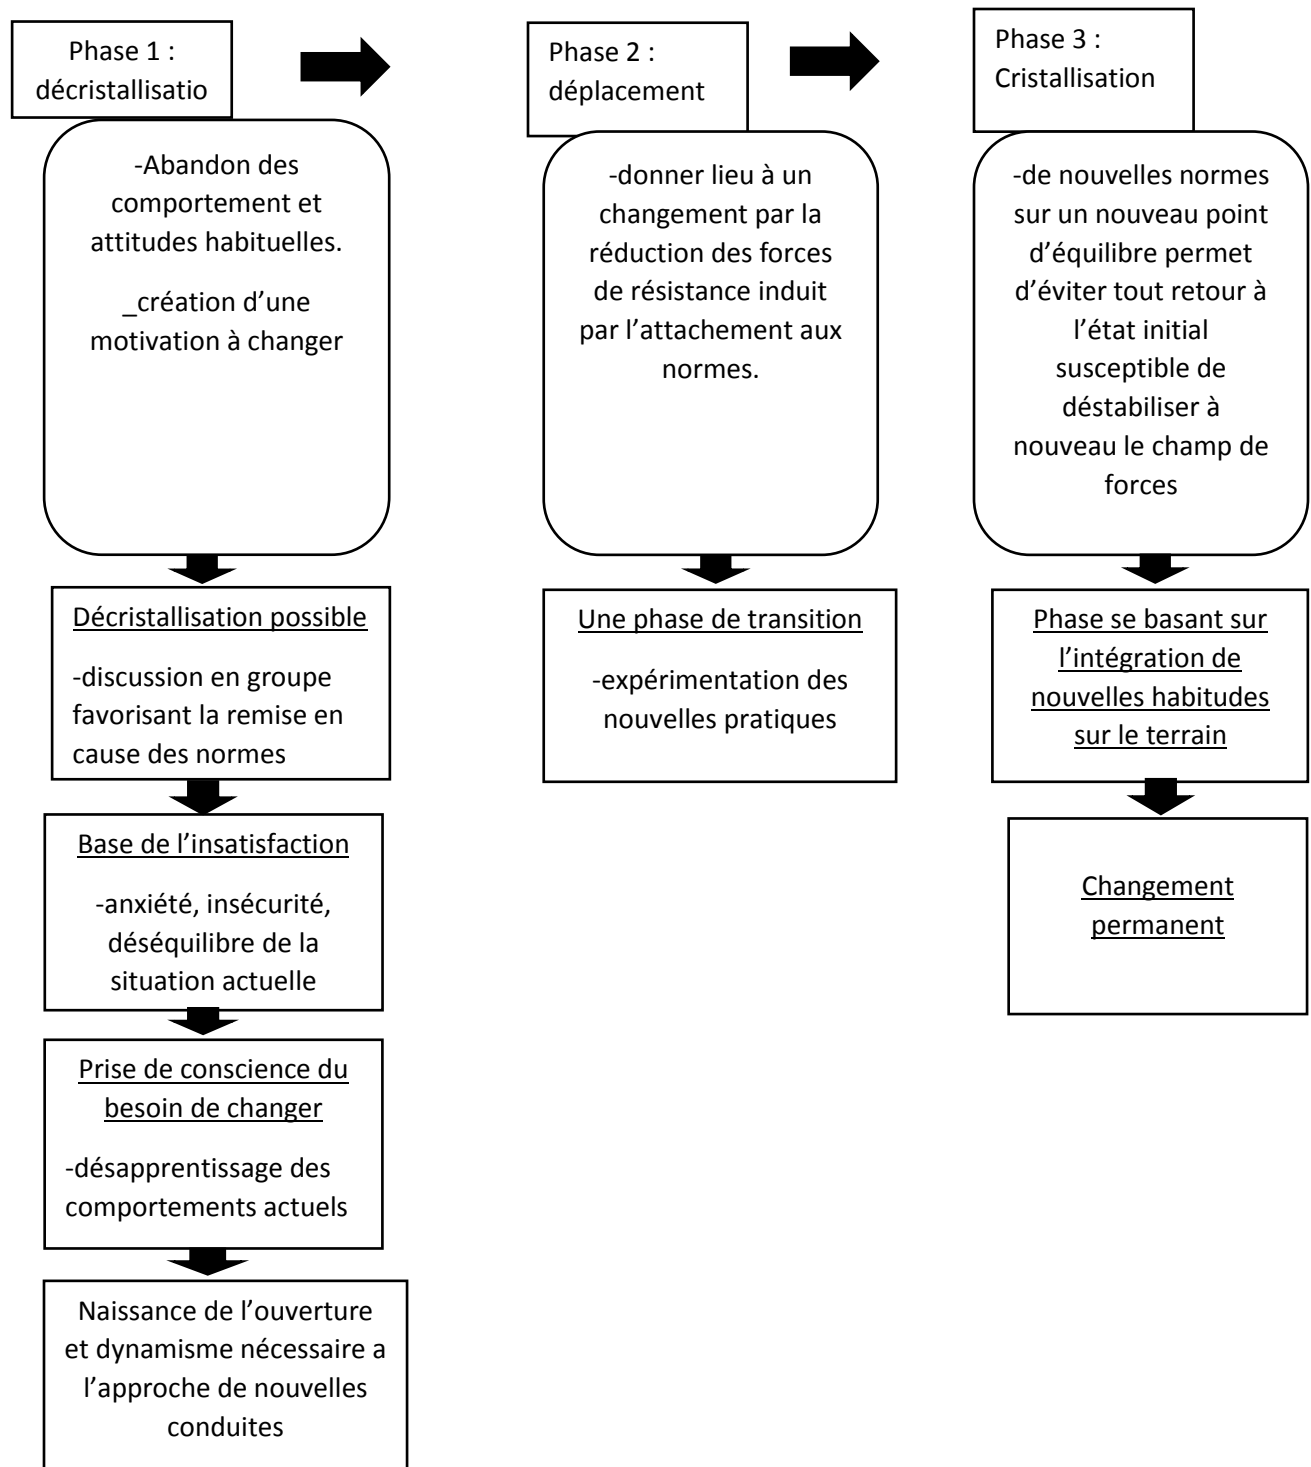 Phase 1 :
décristallisatio
-Abandon des
comportement et
attitudes habituelles.
_création d’une
motivation à changer
Décristallisation possible
-discussion en groupe
favorisant la remise en
cause des normes
Base de l’insatisfaction
-anxiété, insécurité,
déséquilibre de la
situation actuelle
Prise de conscience du
besoin de changer
-désapprentissage des
comportements actuels
Naissance de l’ouverture
et dynamisme nécessaire a
l’approche de nouvelles
conduites
Phase 2 :
déplacement
-donner lieu à un
changement par la
réduction des forces
de résistance induit
par l’attachement aux
normes.
Une phase de transition
-expérimentation des
nouvelles pratiques
Phase 3 :
Cristallisation
-de nouvelles normes
sur un nouveau point
d’équilibre permet
d’éviter tout retour à
l’état initial
susceptible de
déstabiliser à
nouveau le champ de
forces
Phase se basant sur
l’intégration de
nouvelles habitudes
sur le terrain
Changement
permanent